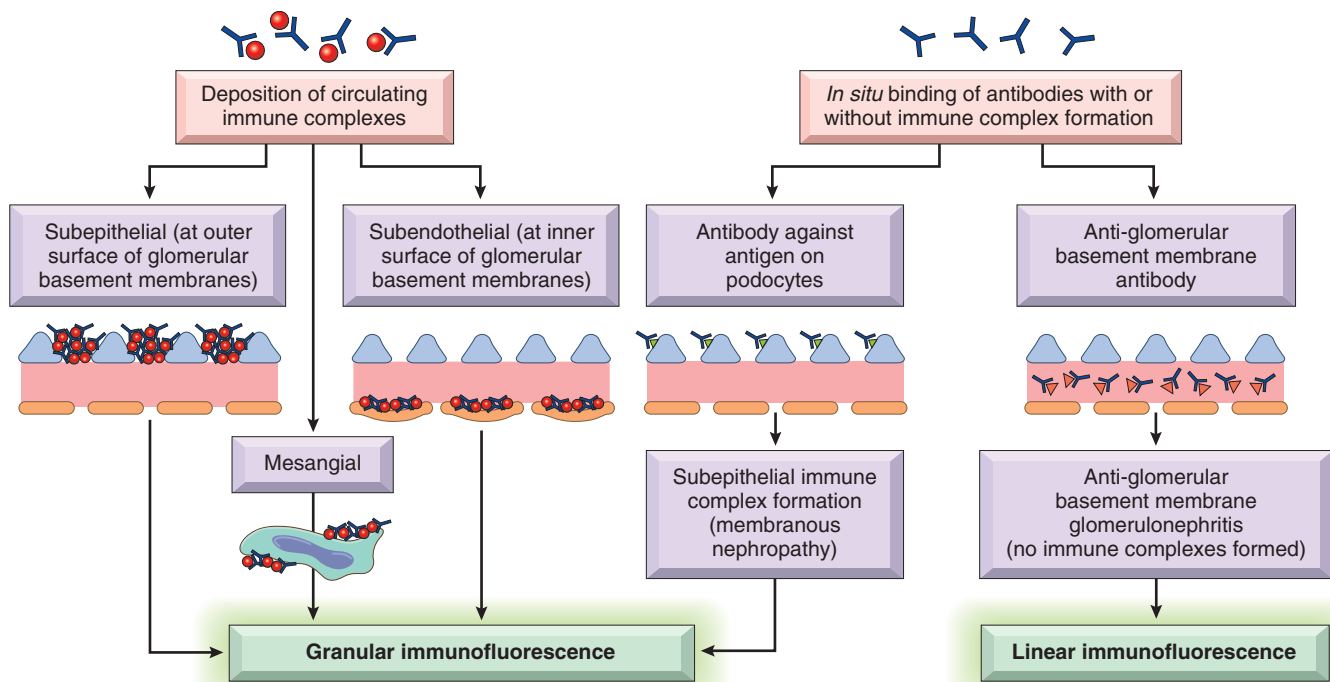 Deposition of circulating
immune complexes
In situ binding of antibodies with or
without immune complex formation
Subepithelial (at outer
surface of glomerular
basement membranes)
Subendothelial (at inner
surface of glomerular
basement membranes)
Antibody against
antigen on
podocytes
Anti-glomerular
basement membrane
antibody
Mesangial
Subepithelial immune
complex formation
(membranous
nephropathy)
Anti-glomerular
basement membrane
glomerulonephritis
(no immune complexes formed)
Granular immunofluorescence
Linear immunofluorescence